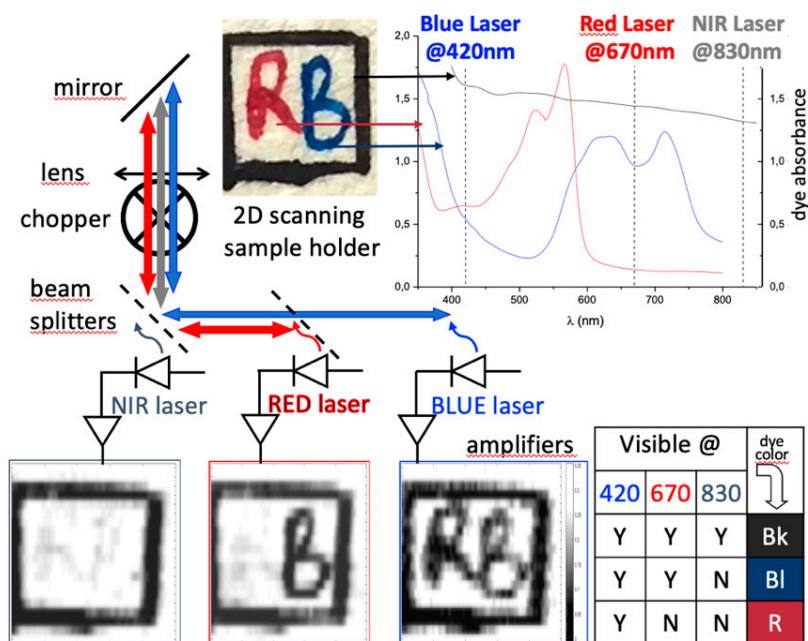 Blue Laser
@420nm
Red Laser
@670nm
NIR Laser
@830nm
mirror
lens
chopper
beam
splitters
R B
2D scanning
sample holder
2,0
1,5
1,0
0,5
0,0
2,0
1,5
1,0
0,5
0,0
dye absorbance
400 500 600 700 800
λ (nm)
NIR laser
RED laser
BLUE laser
amplifiers
B
R B
Visible @
dye
color
420 670 830
Y Y Y Bk
Y Y N Bl
Y N N R